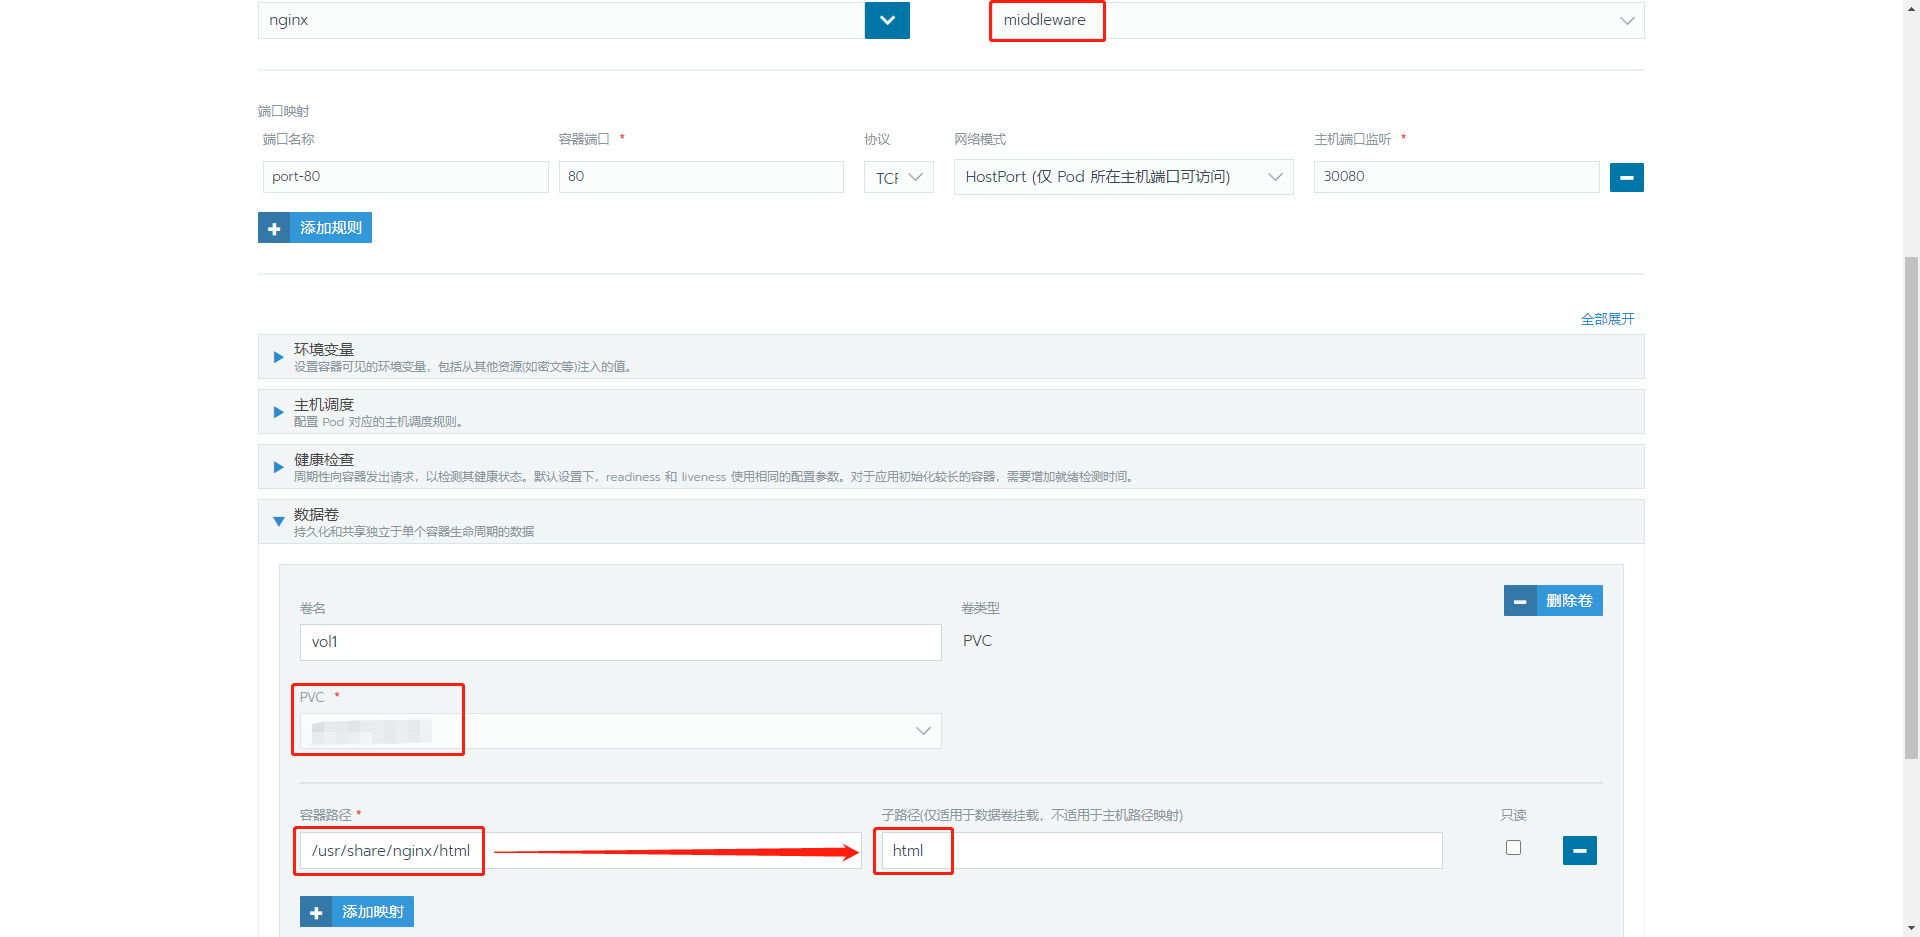 nginx
middleware
端口映射
端口名称
容器端口 *
协议
网络模式
主机端口监听 *
port-80
80
TCP
HostPort (仅 Pod 所在主机端口可访问)
30080
添加规则
全部展开
环境变量
设置容器可见的环境变量，包括从其他资源(如密文等)注入的值。
主机调度
配置 Pod 对应的主机调度规则。
健康检查
周期性向容器发出请求，以检测其健康状态。默认设置下，readiness 和 liveness 使用相同的配置参数。对于应用初始化较长的容器，需要增加就绪检测时间。
数据卷
持久化和共享独立于单个容器生命周期的数据
删除卷
卷名
卷类型
vol1
PVC
PVC *
容器路径 *
子路径(仅适用于数据卷挂载，不适用于主机路径映射)
只读
/usr/share/nginx/html
html
添加映射